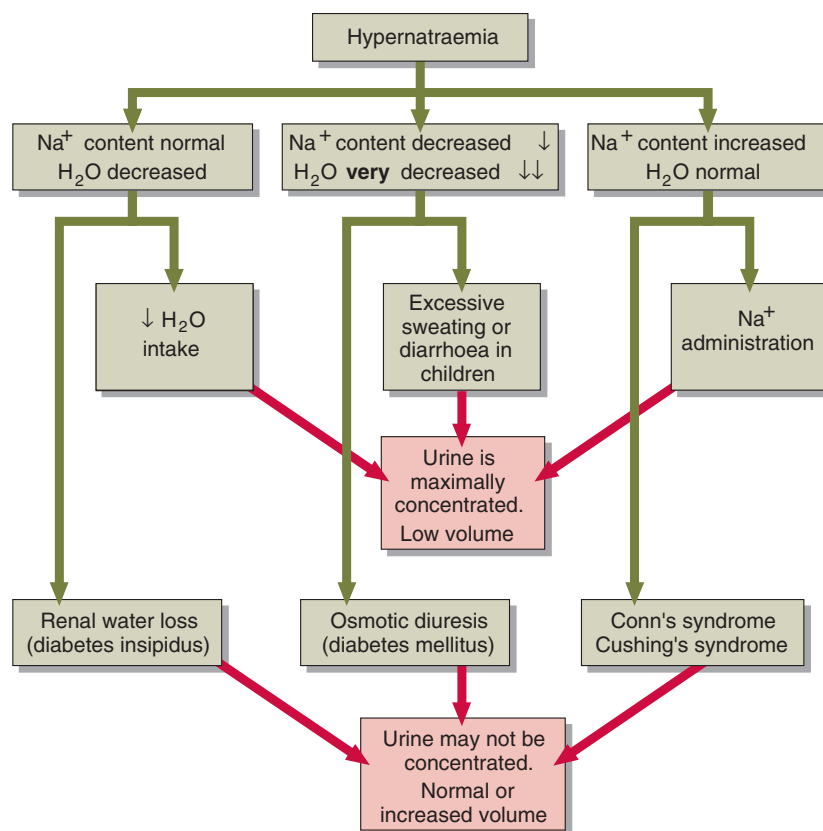 Hypernatraemia
Na⁺ content normal
H₂O decreased
Na⁺ content decreased ↓
H₂O very decreased ↓↓
Na⁺ content increased
H₂O normal
↓ H₂O
intake
Excessive
sweating or
diarrhoea in
children
Na⁺
administration
Urine is
maximally
concentrated.
Low volume
Renal water loss
(diabetes insipidus)
Osmotic diuresis
(diabetes mellitus)
Conn's syndrome
Cushing's syndrome
Urine may not be
concentrated.
Normal or
increased volume